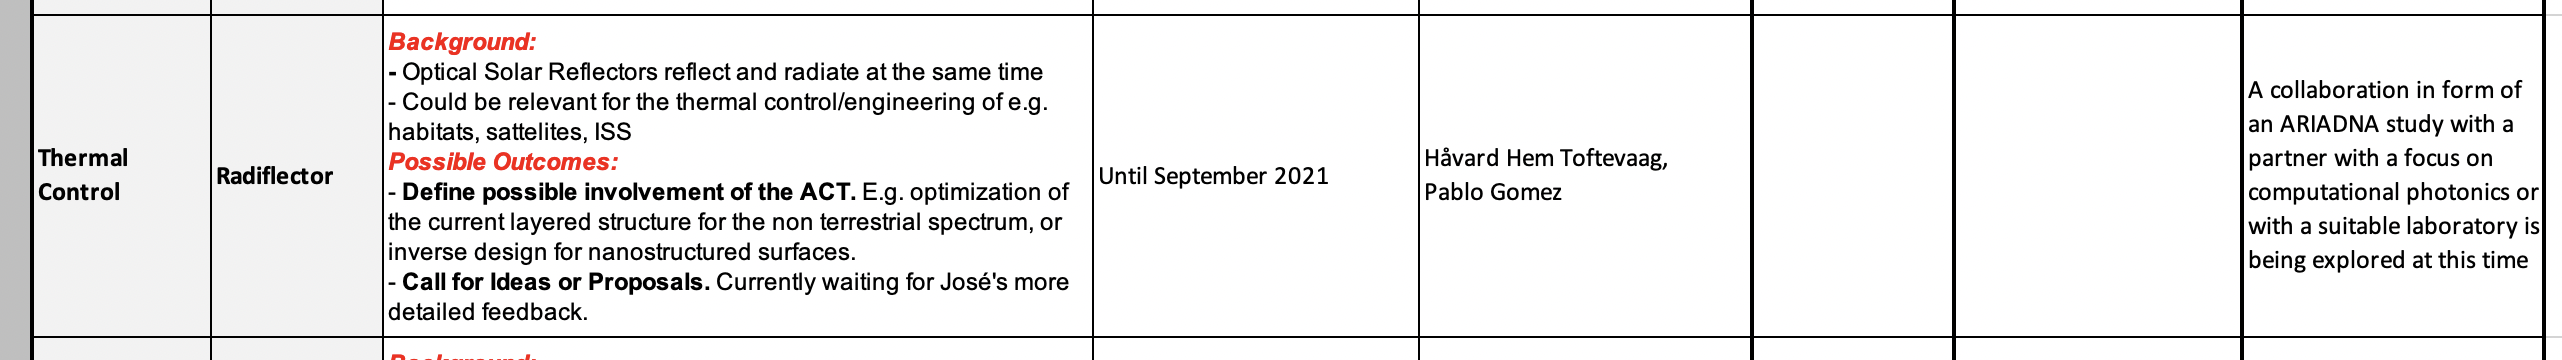 Thermal
Control
Radiflector
Background:
- Optical Solar Reflectors reflect and radiate at the same time
- Could be relevant for the thermal control/engineering of e.g.
habitats, sattelites, ISS
Possible Outcomes:
- Define possible involvement of the ACT. E.g. optimization of
the current layered structure for the non terrestrial spectrum, or
inverse design for nanostructured surfaces.
- Call for Ideas or Proposals. Currently waiting for José's more
detailed feedback.
Until September 2021
Håvard Hem Toftevaag,
Pablo Gomez
A collaboration in form of
an ARIADNA study with a
partner with a focus on
computational photonics or
with a suitable laboratory is
being explored at this time
Background: